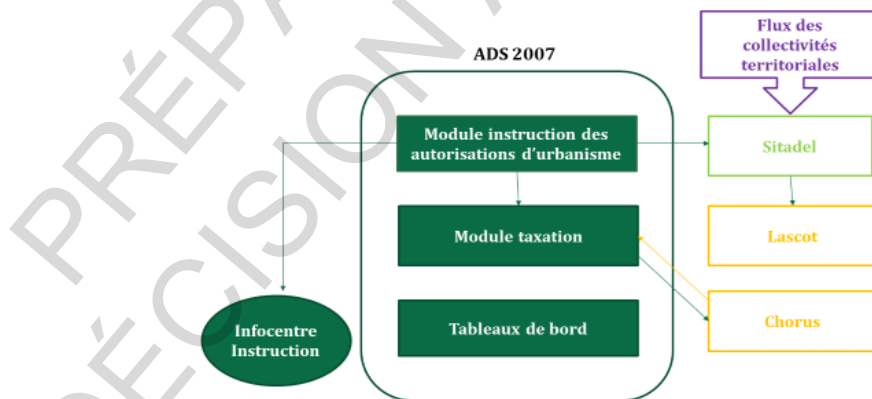 Flux des
collectivités
territoriales
ADS 2007
Module instruction des
autorisations d'urbanisme
Sitadel
Module taxation
Lascot
Infocentre
Instruction
Tableaux de bord
Chorus
PRÉPA
DÉCISION A